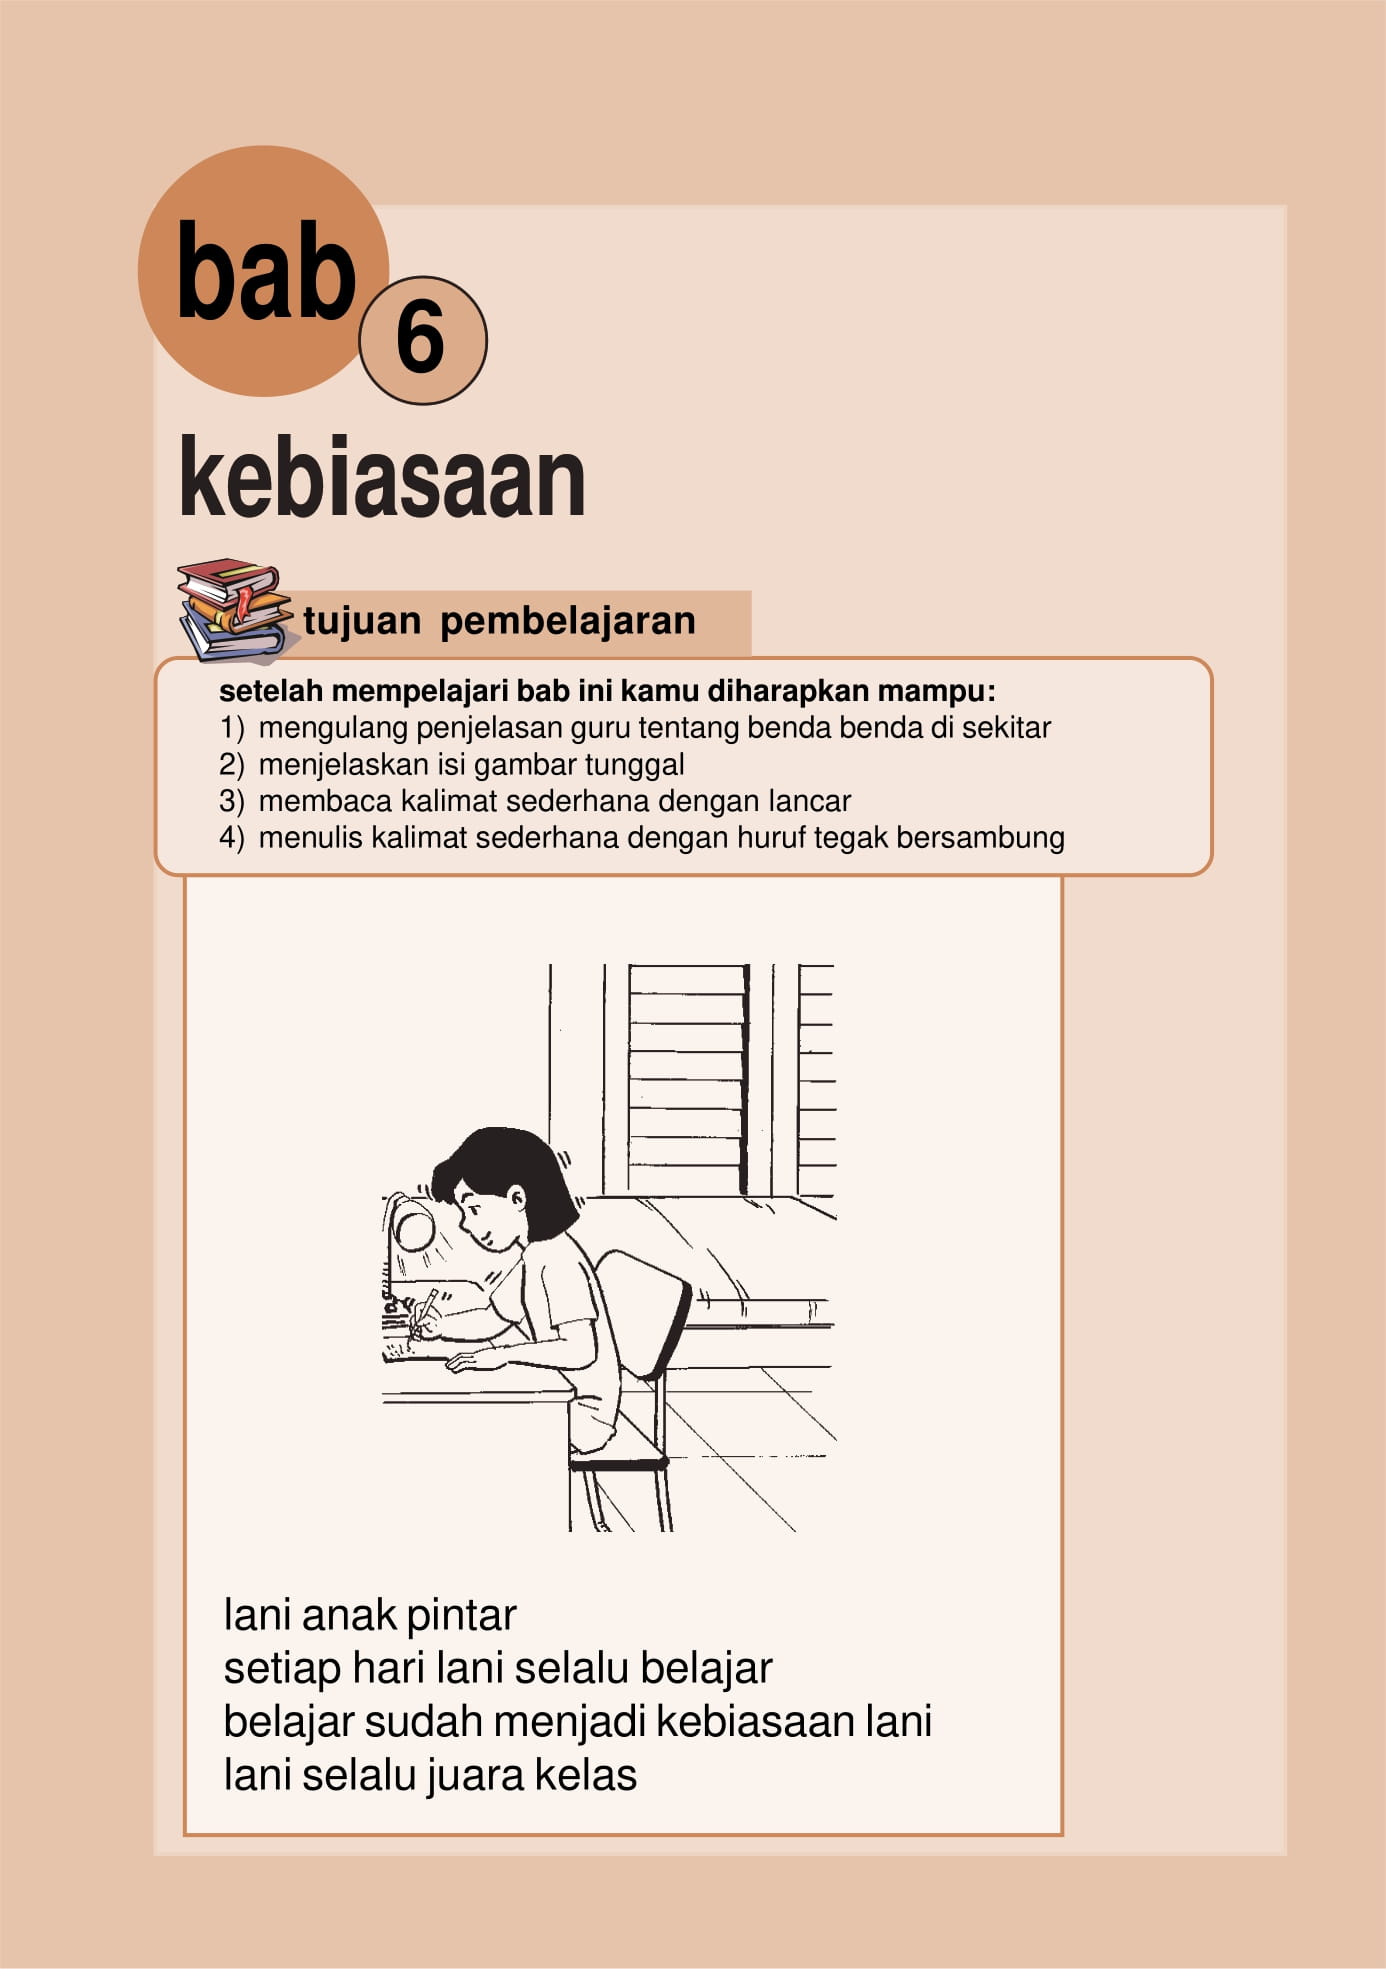 bab
6
kebiasaan
tujuan pembelajaran
setelah mempelajari bab ini kamu diharapkan mampu:
1) mengulang penjelasan guru tentang benda benda di sekitar
2) menjelaskan isi gambar tunggal
3) membaca kalimat sederhana dengan lancar
4) menulis kalimat sederhana dengan huruf tegak bersambung
lani anak pintar
setiap hari lani selalu belajar
belajar sudah menjadi kebiasaan lani
lani selalu juara kelas